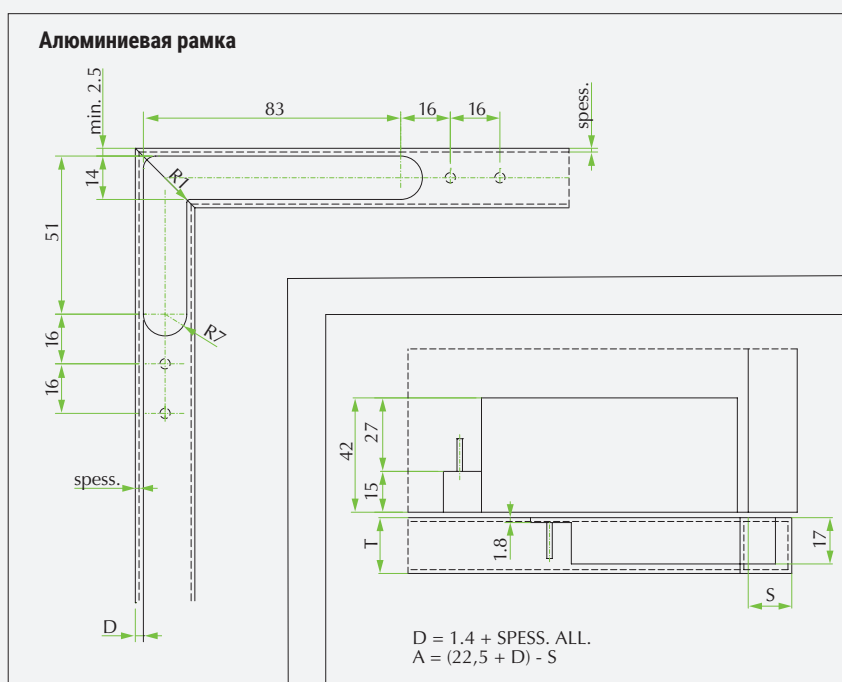 Алюминиевая рамка
min. 2.5
83
16
16
spess.
14
R1
51
R7
16
16
spess.
D
42
27
15
T
1.8
17
S
D = 1.4 + SPESS. ALL.
A = (22,5 + D) - S